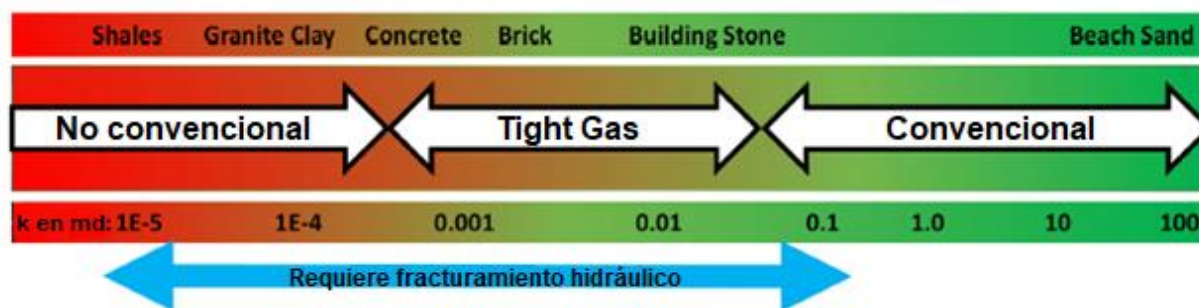 Shales Granite Clay Concrete Brick Building Stone Beach Sand
No convencional Tight Gas Convencional
k en md: 1E-5 1E-4 0.001 0.01 0.1 1.0 10 100
Requiere fracturamiento hidráulico